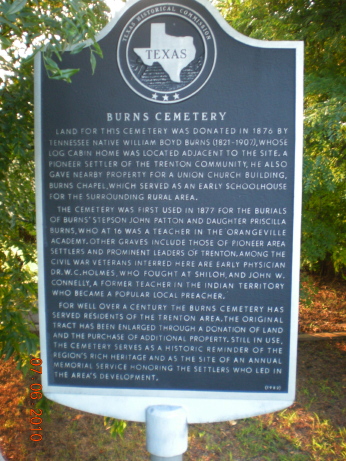 TEXAS HISTORICAL COMMISSION
TEXAS
BURNS CEMETERY
LAND FOR THIS CEMETERY WAS DONATED IN 1876 BY
TENNESSEE NATIVE WILLIAM BOYD BURNS (1821-1907), WHOSE
LOG CABIN HOME WAS LOCATED ADJACENT TO THE SITE. A
PIONEER SETTLER OF THE TRENTON COMMUNITY, HE ALSO
GAVE NEARBY PROPERTY FOR A UNION CHURCH BUILDING,
BURNS CHAPEL, WHICH SERVED AS AN EARLY SCHOOLHOUSE
FOR THE SURROUNDING RURAL AREA.
THE CEMETERY WAS FIRST USED IN 1877 FOR THE BURIALS
OF BURNS' STEPSON JOHN PATTON AND DAUGHTER PRISCILLA
BURNS, WHO AT 16 WAS A TEACHER IN THE ORANGEVILLE
ACADEMY. OTHER GRAVES INCLUDE THOSE OF PIONEER AREA
SETTLERS AND PROMINENT LEADERS OF TRENTON. AMONG THE
CIVIL WAR VETERANS INTERRED HERE ARE EARLY PHYSICIAN
DR. W. C. HOLMES, WHO FOUGHT AT SHILOH, AND JOHN W.
CONNELLY, A FORMER TEACHER IN THE INDIAN TERRITORY
WHO BECAME A POPULAR LOCAL PREACHER.
FOR WELL OVER A CENTURY THE BURNS CEMETERY HAS
SERVED RESIDENTS OF THE TRENTON AREA. THE ORIGINAL
TRACT HAS BEEN ENLARGED THROUGH A DONATION OF LAND
AND THE PURCHASE OF ADDITIONAL PROPERTY. STILL IN USE,
THE CEMETERY SERVES AS A HISTORIC REMINDER OF THE
REGION'S RICH HERITAGE AND AS THE SITE OF AN ANNUAL
MEMORIAL SERVICE HONORING THE SETTLERS WHO LED IN
THE AREA'S DEVELOPMENT.